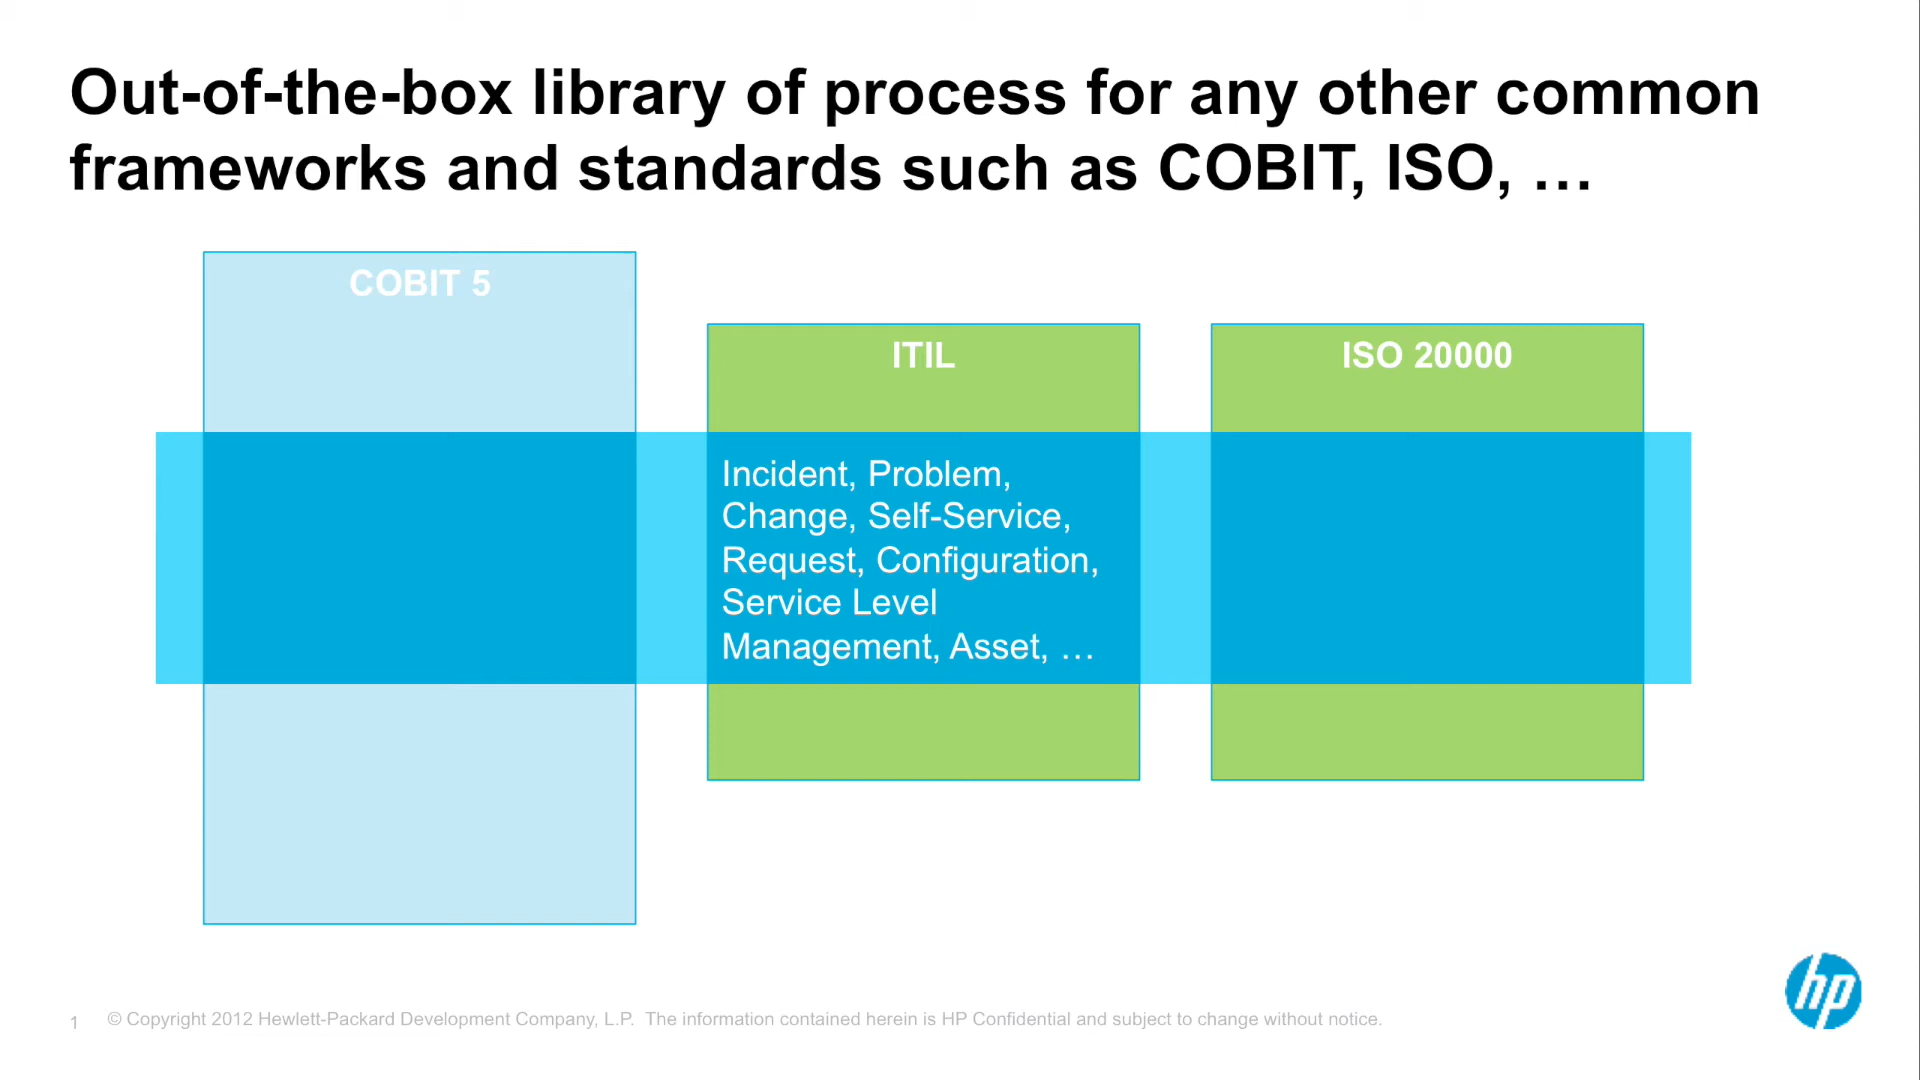 Out-of-the-box library of process for any other common
frameworks and standards such as COBIT, ISO, …
COBIT 5
ITIL
ISO 20000
Incident, Problem,
Change, Self-Service,
Request, Configuration,
Service Level
Management, Asset, …
hp
1 © Copyright 2012 Hewlett-Packard Development Company, L.P. The information contained herein is HP Confidential and subject to change without notice.